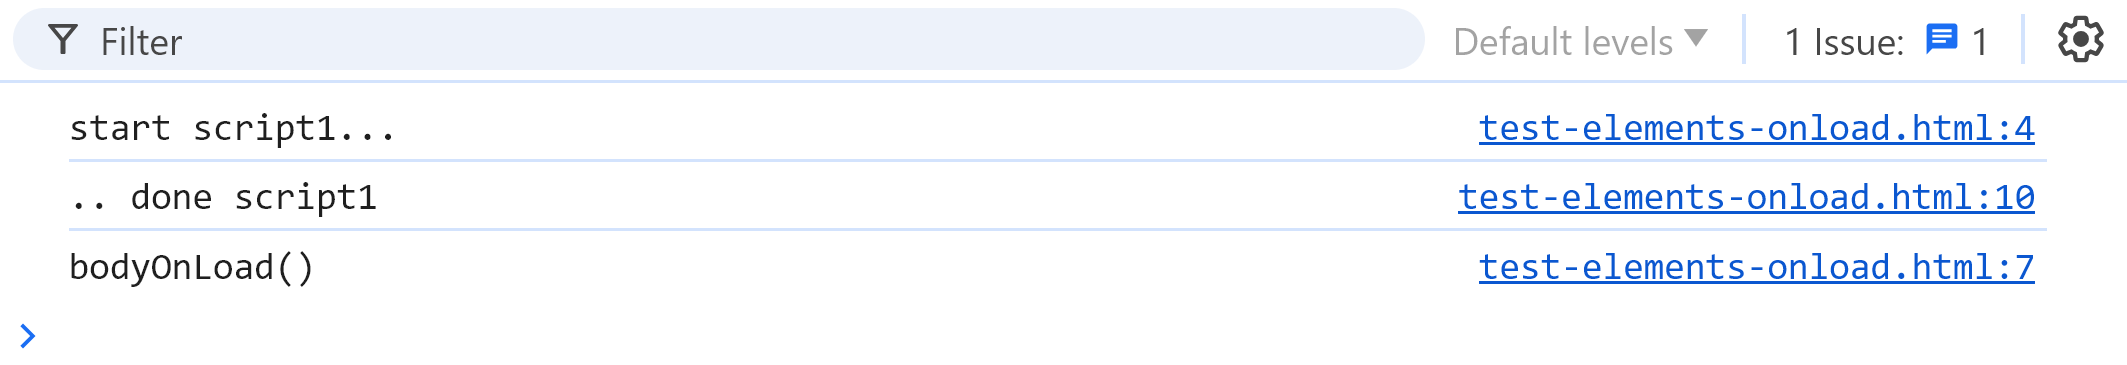 Filter Default levels 1 Issue: 1
start script1... test-elements-onload.html:4
.. done script1 test-elements-onload.html:10
bodyOnLoad() test-elements-onload.html:7